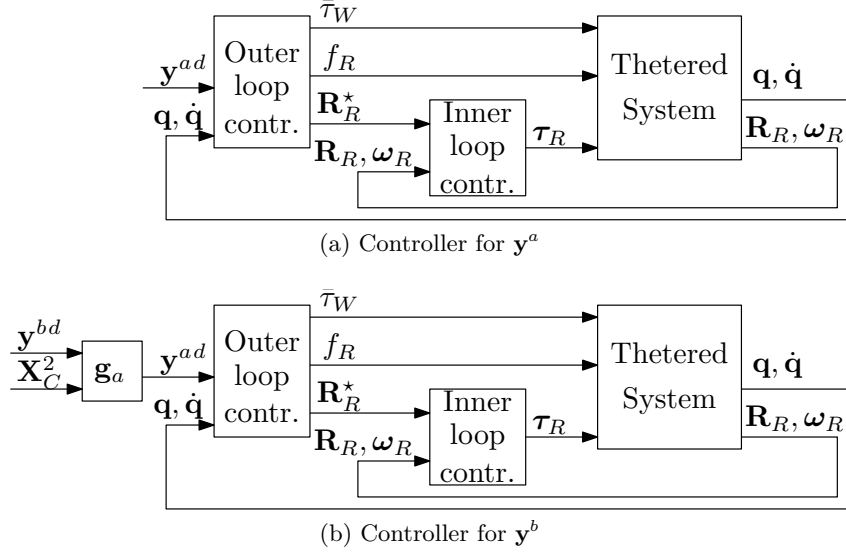 τ̄_W
Outer loop contr.
f_R
Thetered System
y^{ad}
q, q̇
q, q̇
R_R^⋆
Inner loop contr.
R_R, ω_R
R_R, ω_R
τ_R
(a) Controller for y^a
τ̄_W
y^{bd}
Outer loop contr.
f_R
Thetered System
X_C^2
g_a
y^{ad}
q, q̇
q, q̇
R_R^⋆
Inner loop contr.
R_R, ω_R
R_R, ω_R
τ_R
(b) Controller for y^b